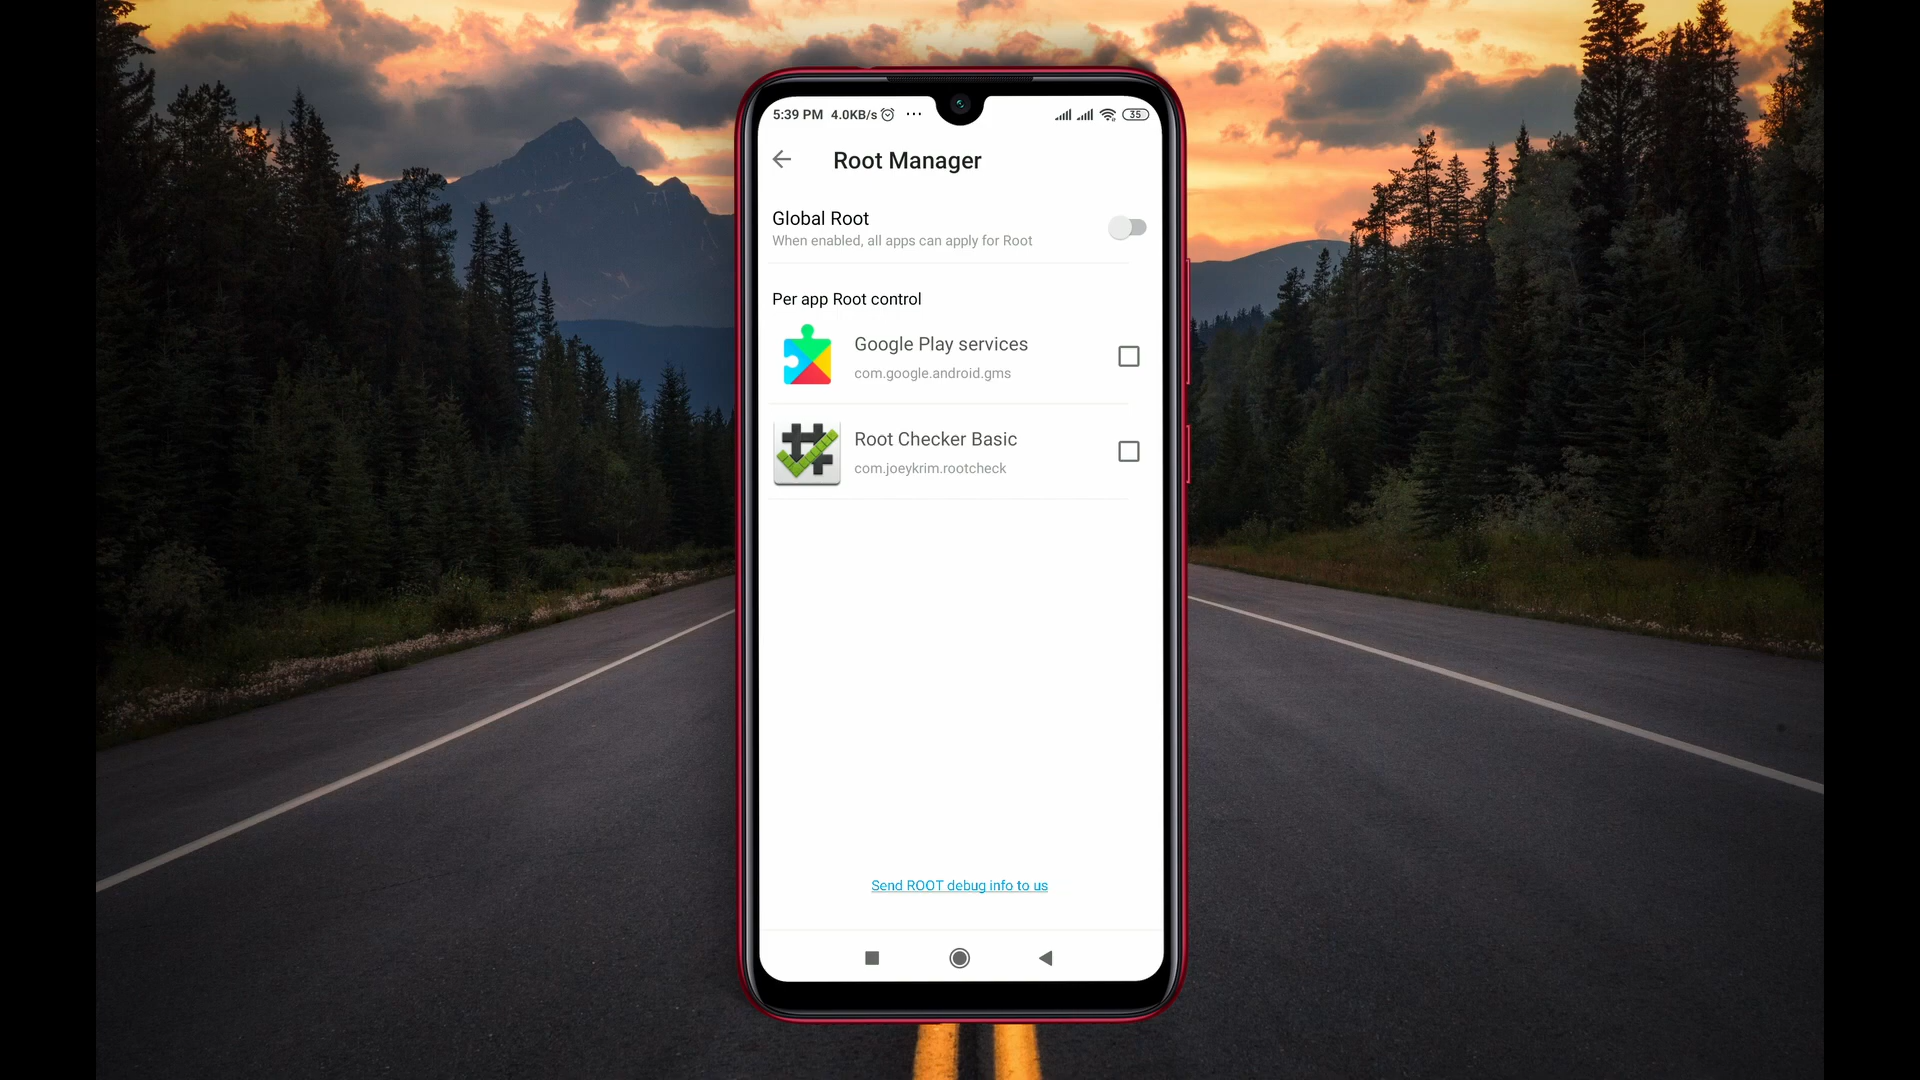 5:39 PM 4.0KB/s ... 35
Root Manager
Global Root
When enabled, all apps can apply for Root
Per app Root control
Google Play services
com.google.android.gms
Root Checker Basic
com.joeykrim.rootcheck
Send ROOT debug info to us